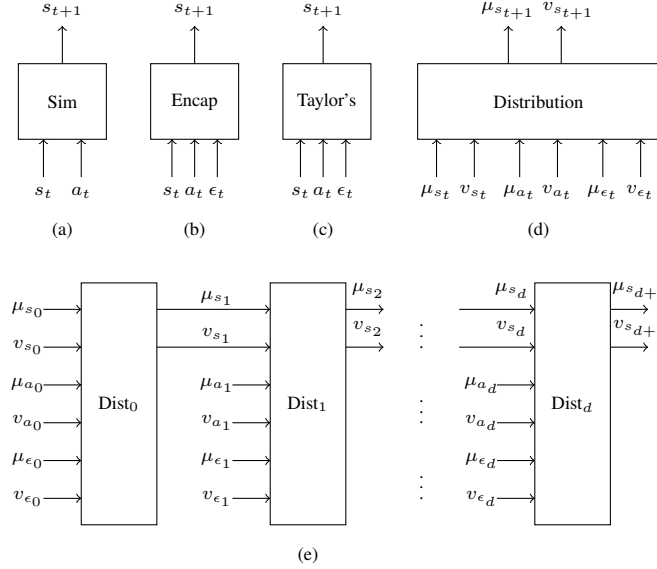 s_{t+1} s_{t+1} s_{t+1} μ_{s_{t+1}} v_{s_{t+1}}
Sim Encap Taylor's Distribution
s_t a_t s_t a_t ϵ_t s_t a_t ϵ_t μ_{s_t} v_{s_t} μ_{a_t} v_{a_t} μ_{ϵ_t} v_{ϵ_t}
(a) (b) (c) (d)
μ_{s_0} μ_{s_1} μ_{s_2} μ_{s_d} μ_{s_{d+}}
v_{s_0} v_{s_1} v_{s_2} ⋮ v_{s_d} v_{s_{d+}}
μ_{a_0} μ_{a_1} μ_{a_d}
Dist_0 Dist_1 Dist_d
v_{a_0} v_{a_1} ⋮ v_{a_d}
μ_{ϵ_0} μ_{ϵ_1} μ_{ϵ_d}
v_{ϵ_0} v_{ϵ_1} ⋮ v_{ϵ_d}
(e)